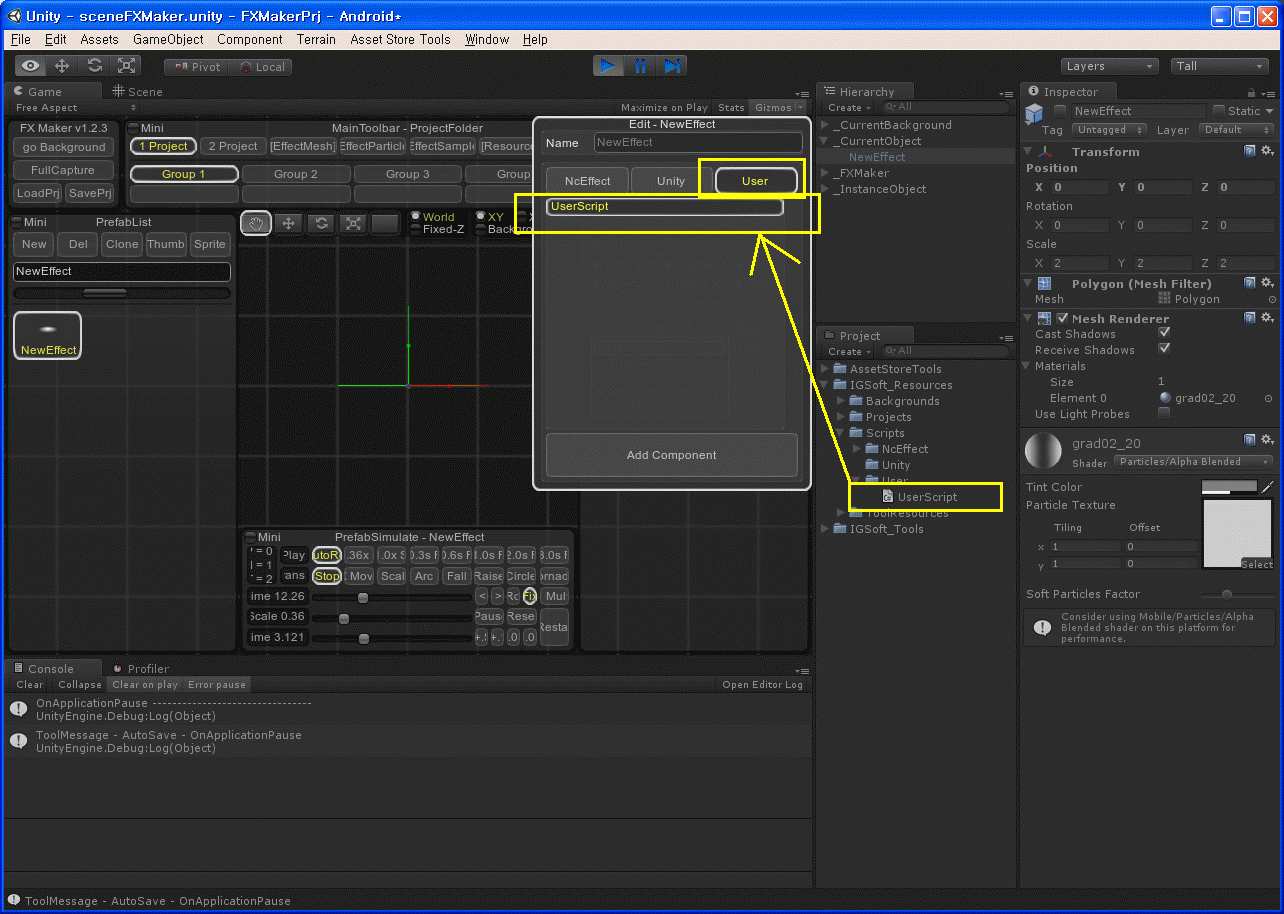 Unity - sceneFXMaker.unity - FXMakerPrj - Android*
File Edit Assets GameObject Component Terrain Asset Store Tools Window Help
Pivot Local
Layers Tall
Game Scene
Free Aspect
Maximize on Play Stats Gizmos
FX Maker v1.2.3
go Background
FullCapture
LoadPrj SavePrj
Mini MainToolbar - ProjectFolder
1 Project 2 Project [EffectMesh] EffectParticle EffectSample [Resourc
Group 1 Group 2 Group 3 Group
Mini PrefabList
New Del Clone Thumb Sprite
NewEffect
NewEffect
World XY
Fixed-Z Backgro
Edit - NewEffect
Name NewEffect
NcEffect Unity User
UserScript
Add Component
Mini PrefabSimulate - NewEffect
= 0 Play utoR .36x .0x S 0.3s F .6s F 1.0s F 2.0s F 3.0s F
= 1
= 2 ans Stop Mov Scal Arc Fall Raise Circle ornad
ime 12.26 < > Ro Fix Mult
Scale 0.36 Paus Rese
ime 3.121 +.! +. .0 .0 Resta
Hierarchy
Create All
_CurrentBackground
_CurrentObject
NewEffect
_FXMaker
_InstanceObject
Project
Create All
AssetStoreTools
IGSoft_Resources
Backgrounds
Projects
Scripts
NcEffect
Unity
User
UserScript
ToolResources
IGSoft_Tools
Inspector
NewEffect Static
Tag Untagged Layer Default
Transform
Position
X 0 Y 0 Z 0
Rotation
X 0 Y 0 Z 0
Scale
X 2 Y 2 Z 2
Polygon (Mesh Filter)
Mesh Polygon
Mesh Renderer
Cast Shadows
Receive Shadows
Materials
Size 1
Element 0 grad02_20
Use Light Probes
grad02_20
Shader Particles/Alpha Blended
Tint Color
Particle Texture
Tiling Offset
x 1 0
y 1 0
Select
Soft Particles Factor
Consider using Mobile/Particles/Alpha
Blended shader on this platform for
performance.
Console Profiler
Clear Collapse Clear on play Error pause Open Editor Log
OnApplicationPause --------------------------------
UnityEngine.Debug:Log(Object)
ToolMessage - AutoSave - OnApplicationPause
UnityEngine.Debug:Log(Object)
ToolMessage - AutoSave - OnApplicationPause